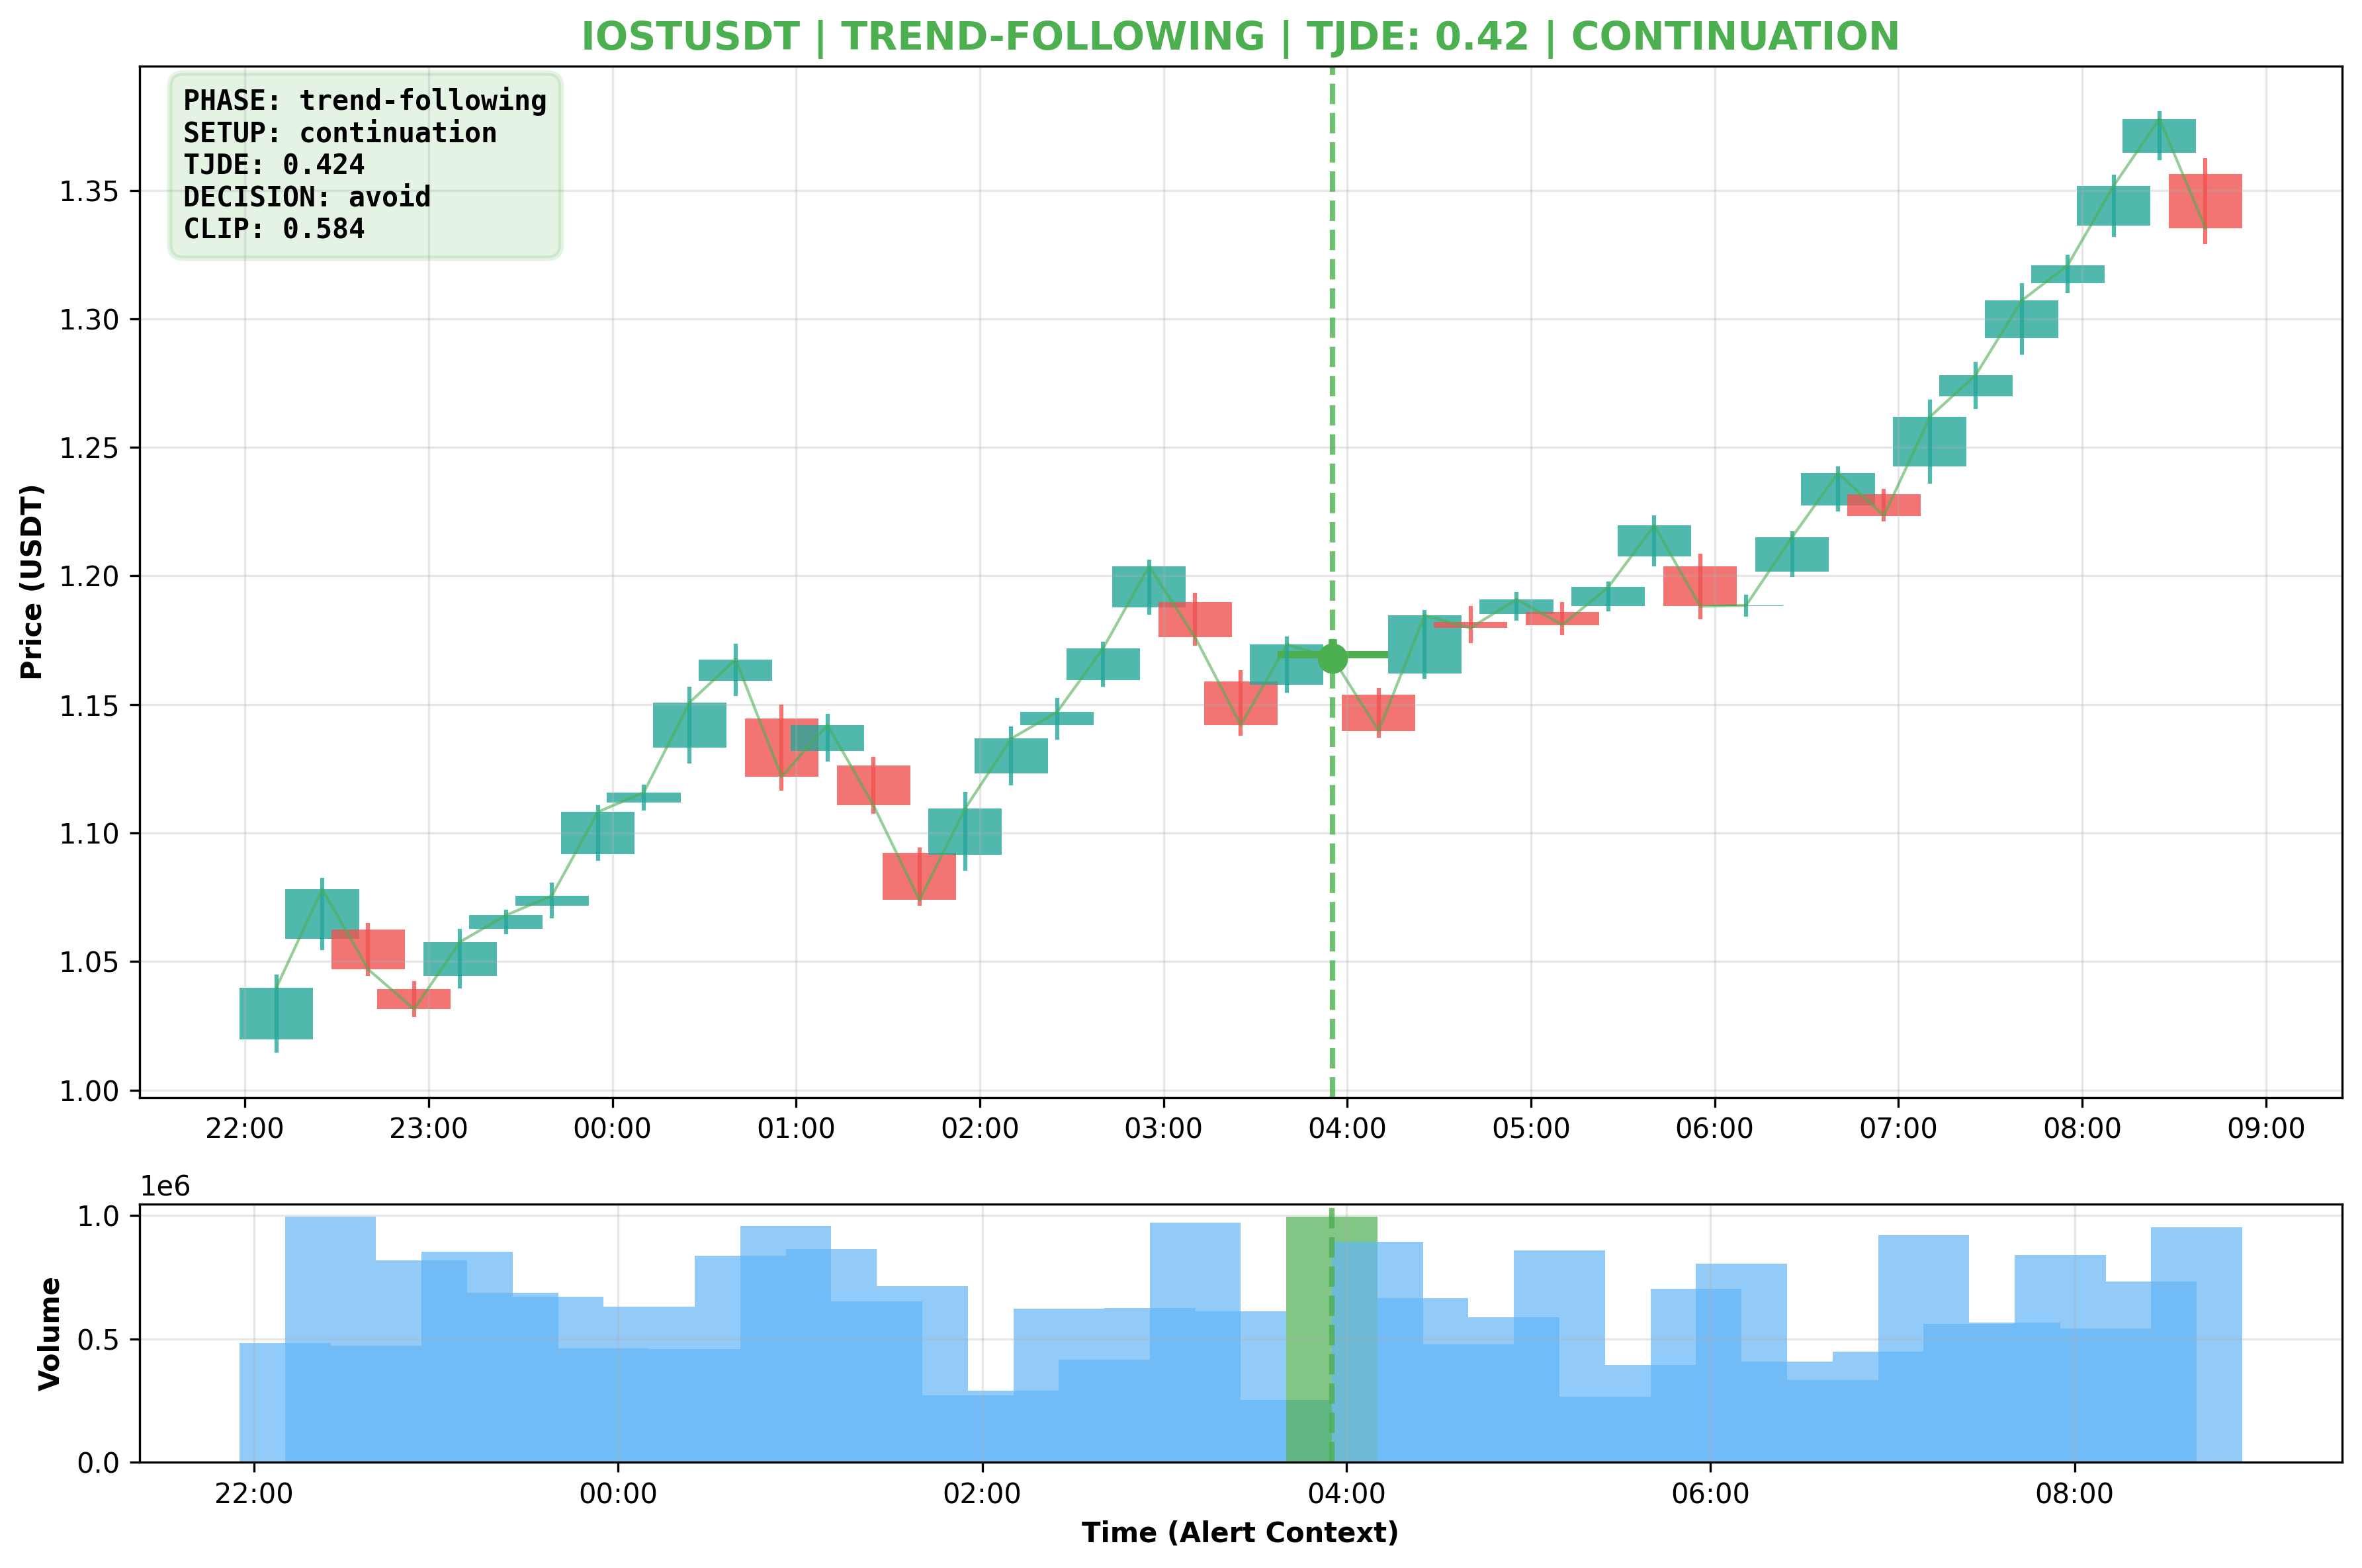 IOSTUSDT | TREND-FOLLOWING | TJDE: 0.42 | CONTINUATION
PHASE: trend-following
SETUP: continuation
TJDE: 0.424
DECISION: avoid
CLIP: 0.584
Price (USDT)
1.35
1.30
1.25
1.20
1.15
1.10
1.05
1.00
22:00 23:00 00:00 01:00 02:00 03:00 04:00 05:00 06:00 07:00 08:00 09:00
1e6
Volume
1.0
0.5
0.0
22:00 00:00 02:00 04:00 06:00 08:00
Time (Alert Context)